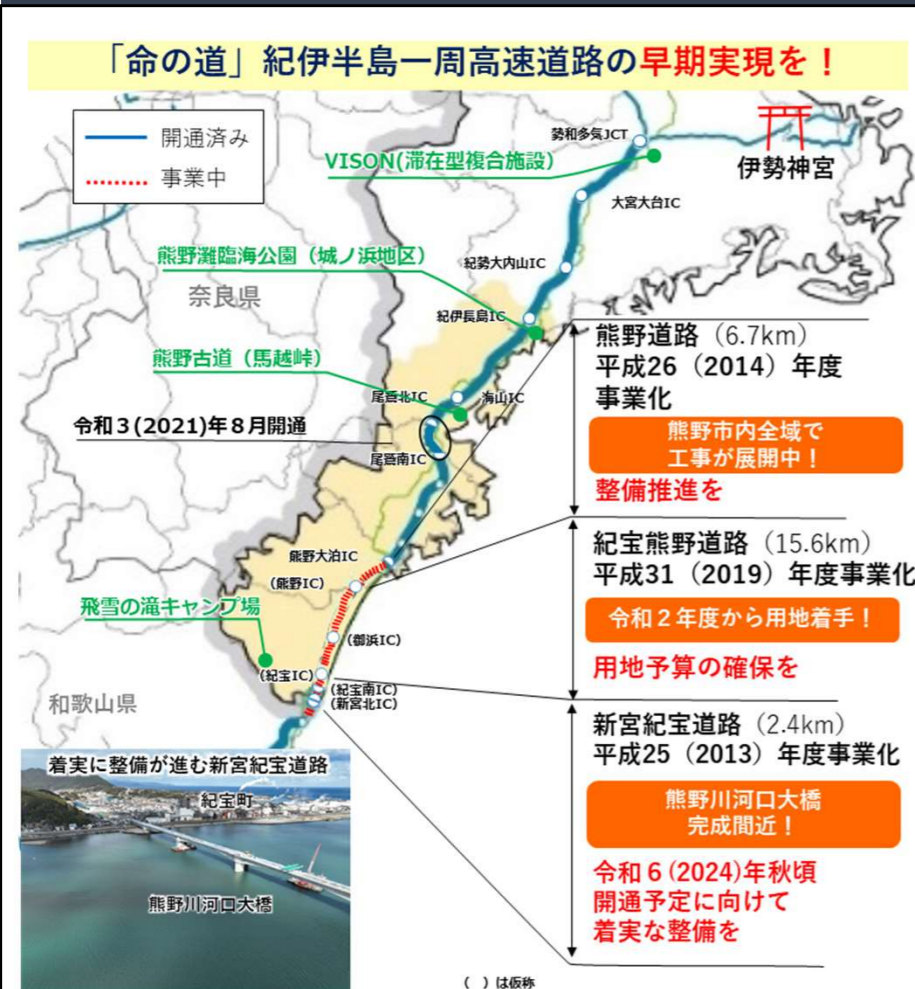 「命の道」紀伊半島一周高速道路の早期実現を！
開通済み
事業中
勢和多気JCT
VISON(滞在型複合施設)
伊勢神宮
大宮大台IC
熊野灘臨海公園（城ノ浜地区）
紀勢大内山IC
奈良県
紀伊長島IC
熊野古道（馬越峠）
尾鷲北IC
海山IC
令和３(2021)年８月開通
尾鷲南IC
熊野大泊IC
(熊野IC)
飛雪の滝キャンプ場
(御浜IC)
(紀宝IC)
(紀宝南IC)
(新宮北IC)
和歌山県
熊野道路（6.7km）
平成26（2014）年度
事業化
熊野市内全域で
工事が展開中！
整備推進を
紀宝熊野道路（15.6km）
平成31（2019）年度事業化
令和２年度から用地着手！
用地予算の確保を
新宮紀宝道路（2.4km）
平成25（2013）年度事業化
熊野川河口大橋
完成間近！
令和６(2024)年秋頃
開通予定に向けて
着実な整備を
着実に整備が進む新宮紀宝道路
紀宝町
熊野川河口大橋
（　）は仮称